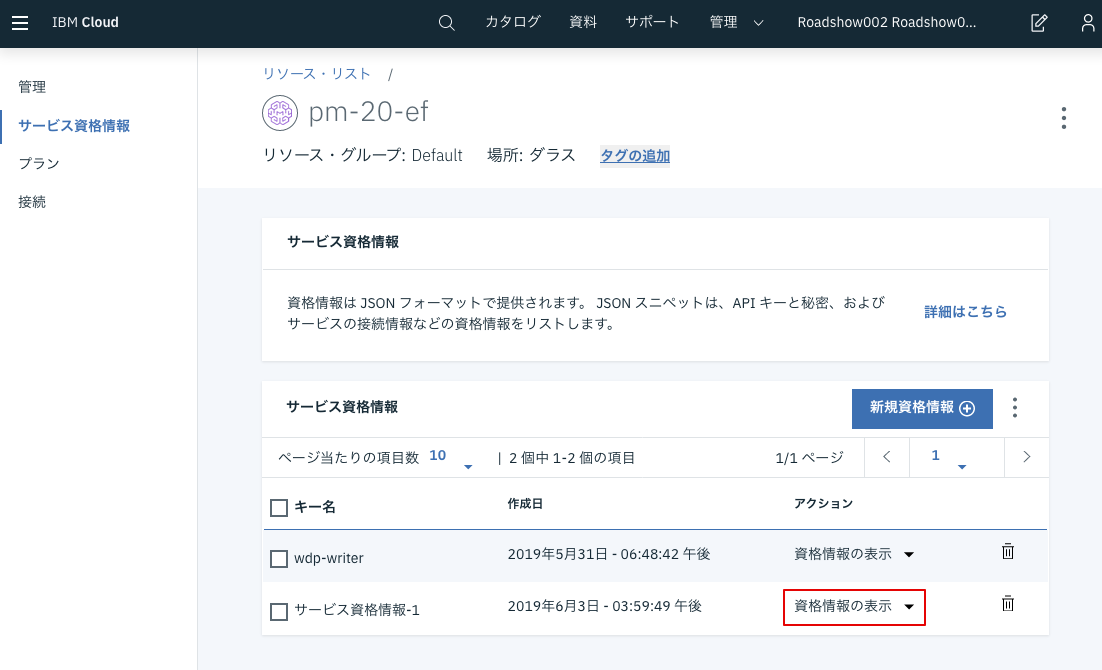 IBM Cloud
カタログ 資料 サポート 管理 Roadshow002 Roadshow0...
管理
サービス資格情報
プラン
接続
リソース・リスト /
pm-20-ef
リソース・グループ: Default 場所: ダラス タグの追加
サービス資格情報
資格情報は JSON フォーマットで提供されます。 JSON スニペットは、API キーと秘密、および
サービスの接続情報などの資格情報をリストします。
詳細はこちら
サービス資格情報 新規資格情報
ページ当たりの項目数 10 | 2 個中 1-2 個の項目 1/1 ページ 1
キー名 作成日 アクション
wdp-writer 2019年5月31日 - 06:48:42 午後 資格情報の表示
サービス資格情報-1 2019年6月3日 - 03:59:49 午後 資格情報の表示